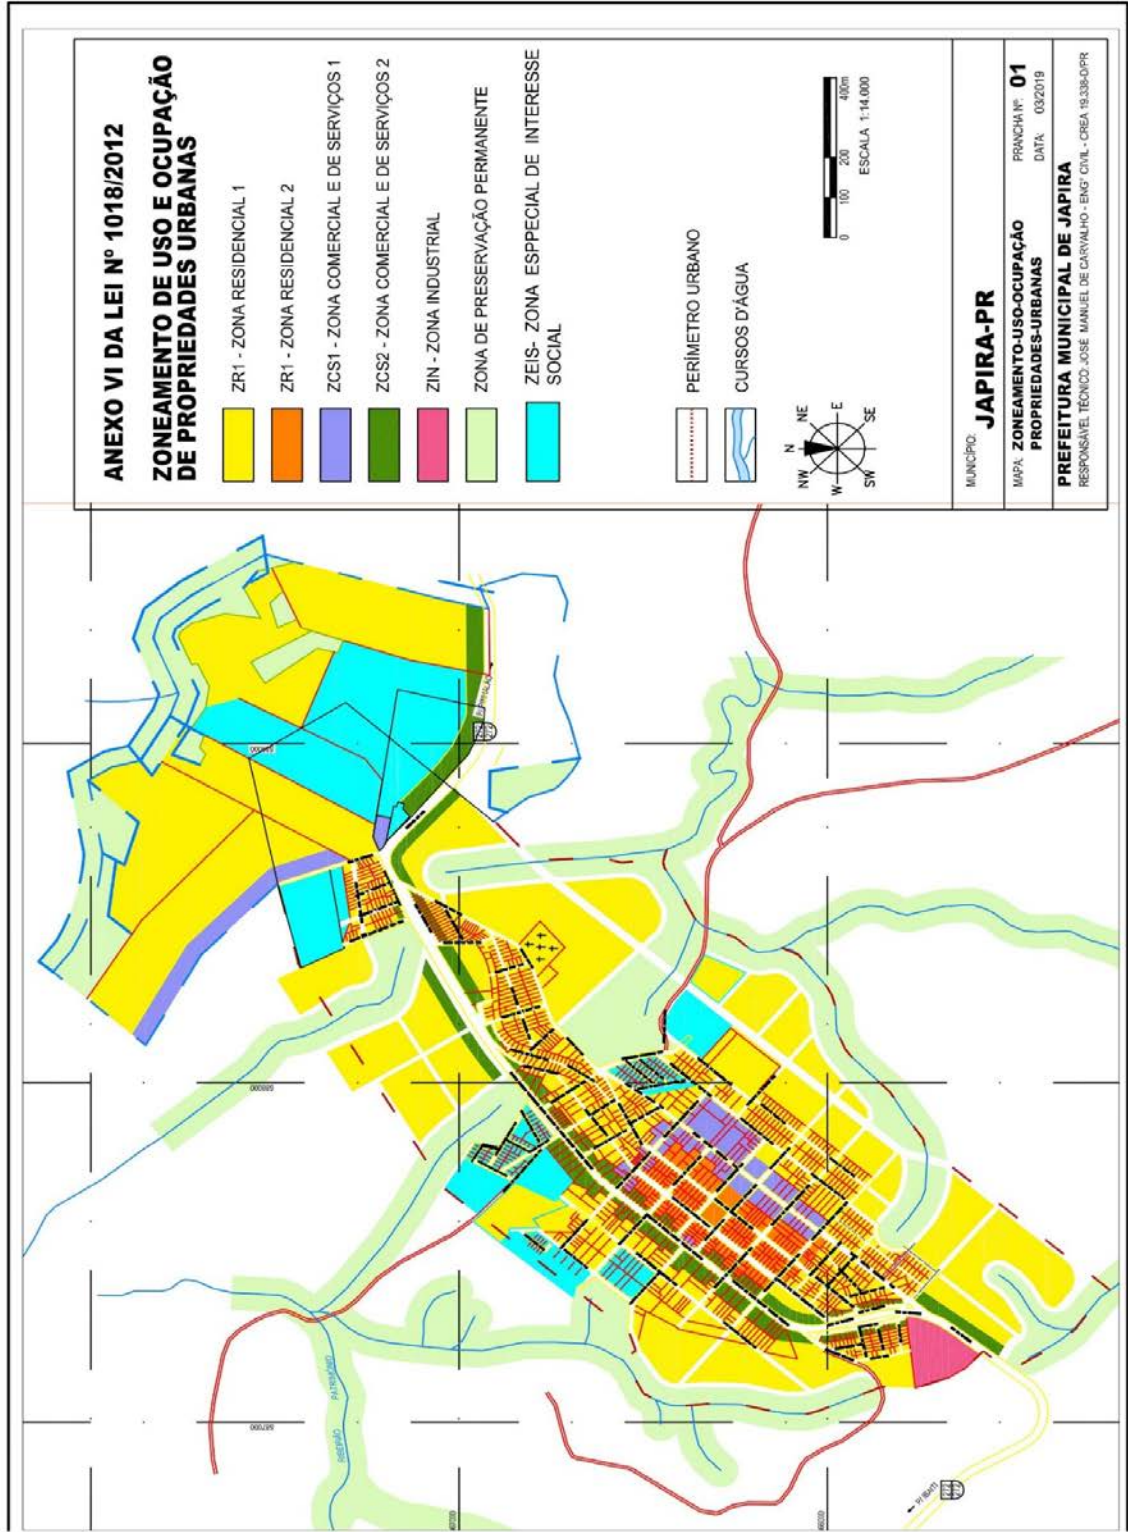 ANEXO VI DA LEI Nº 1018/2012
ZONEAMENTO DE USO E OCUPAÇÃO
DE PROPRIEDADES URBANAS
ZR1 - ZONA RESIDENCIAL 1
ZR1 - ZONA RESIDENCIAL 2
ZCS1 - ZONA COMERCIAL E DE SERVIÇOS 1
ZCS2 - ZONA COMERCIAL E DE SERVIÇOS 2
ZIN - ZONA INDUSTRIAL
ZONA DE PRESERVAÇÃO PERMANENTE
ZEIS- ZONA ESPPECIAL DE INTERESSE
SOCIAL
PERÍMETRO URBANO
CURSOS D'ÁGUA
N
NE
E
SE
SW
W
NW
0 100 200 400m
ESCALA 1:14.000
MUNICÍPIO:
JAPIRA-PR
MAPA: ZONEAMENTO-USO-OCUPAÇÃO
PROPRIEDADES-URBANAS
PRANCHA Nº: 01
DATA: 03/2019
PREFEITURA MUNICIPAL DE JAPIRA
RESPONSÁVEL TÉCNICO: JOSÉ MANUEL DE CARVALHO - ENGº CIVIL - CREA 19.338-D/PR
RIBEIRÃO PATRIMÔNIO
P/ IBAITI
P/ PINHALÃO